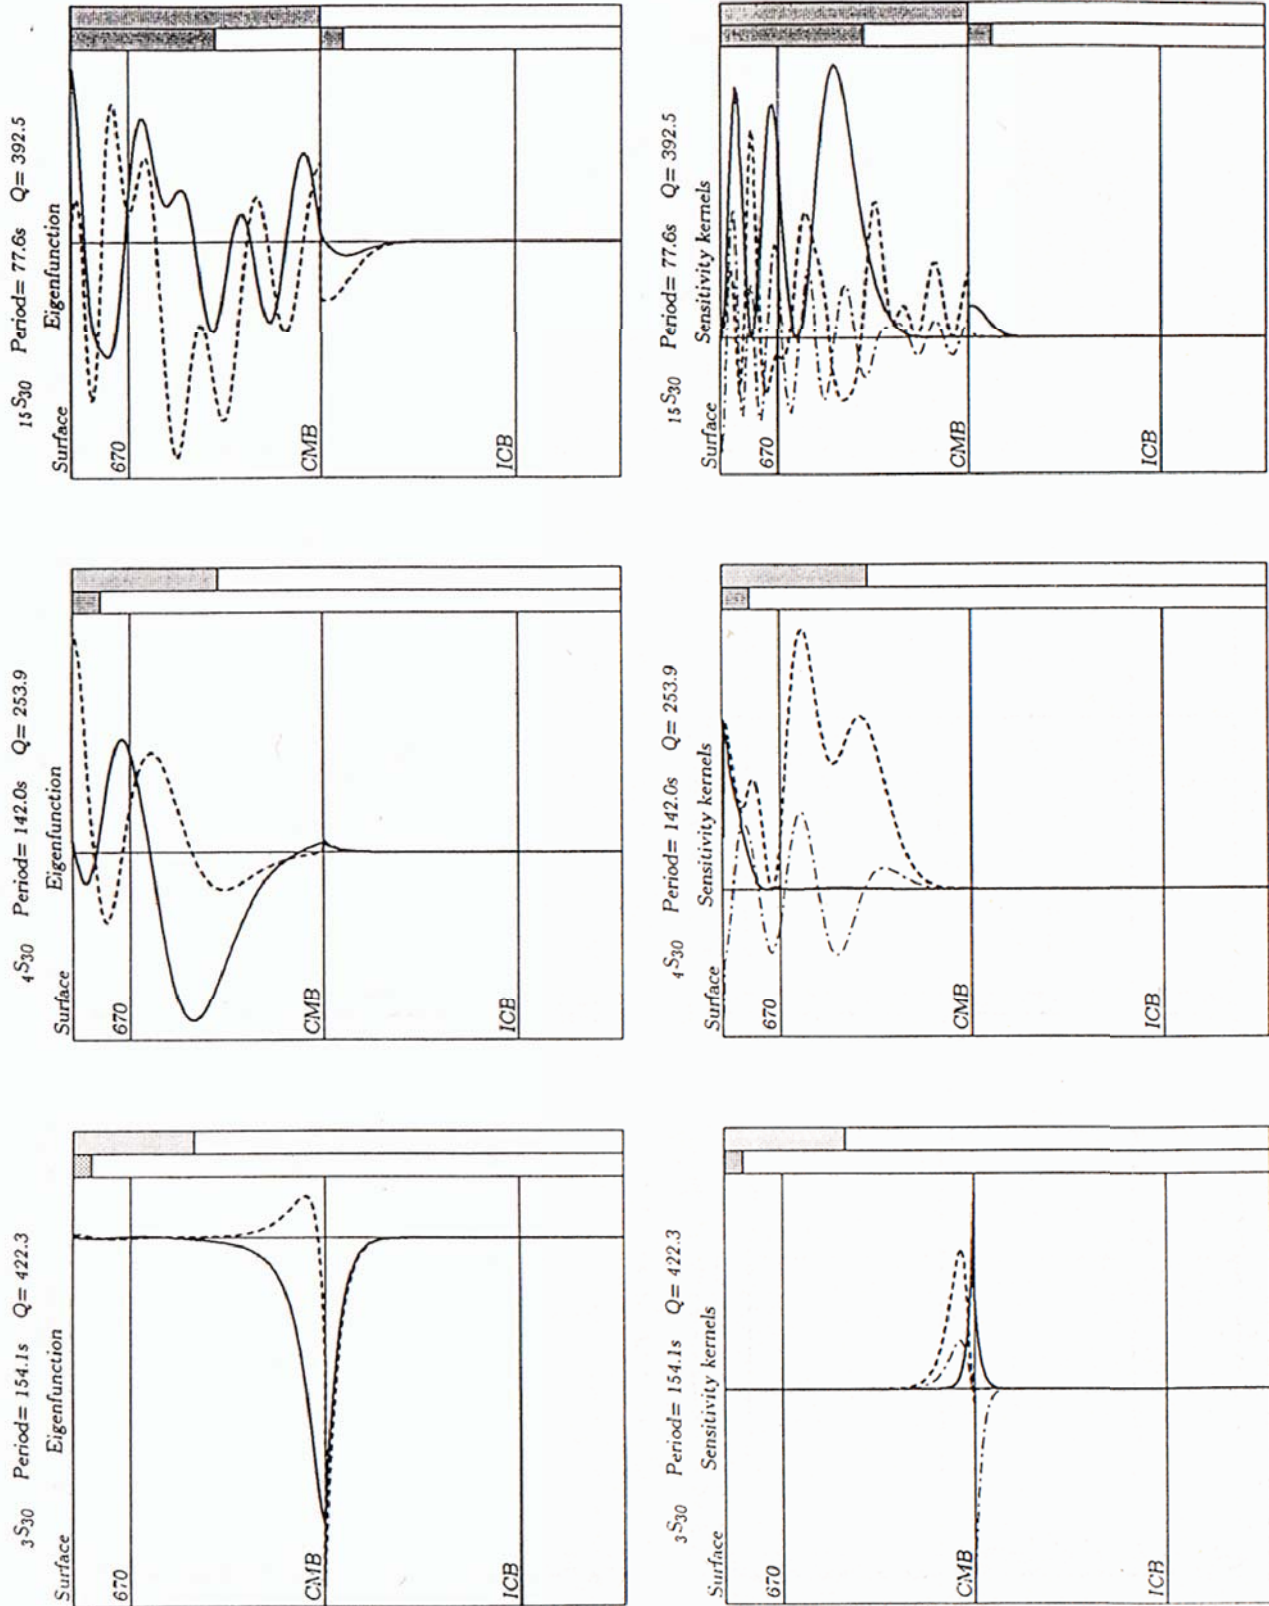 15S30 Period= 77.6s Q= 392.5
Eigenfunction
Surface
670
CMB
ICB
15S30 Period= 77.6s Q= 392.5
Sensitivity kernels
Surface
670
CMB
ICB
4S30 Period= 142.0s Q= 253.9
Eigenfunction
Surface
670
CMB
ICB
4S30 Period= 142.0s Q= 253.9
Sensitivity kernels
Surface
670
CMB
ICB
3S30 Period= 154.1s Q= 422.3
Eigenfunction
Surface
670
CMB
ICB
3S30 Period= 154.1s Q= 422.3
Sensitivity kernels
Surface
670
CMB
ICB